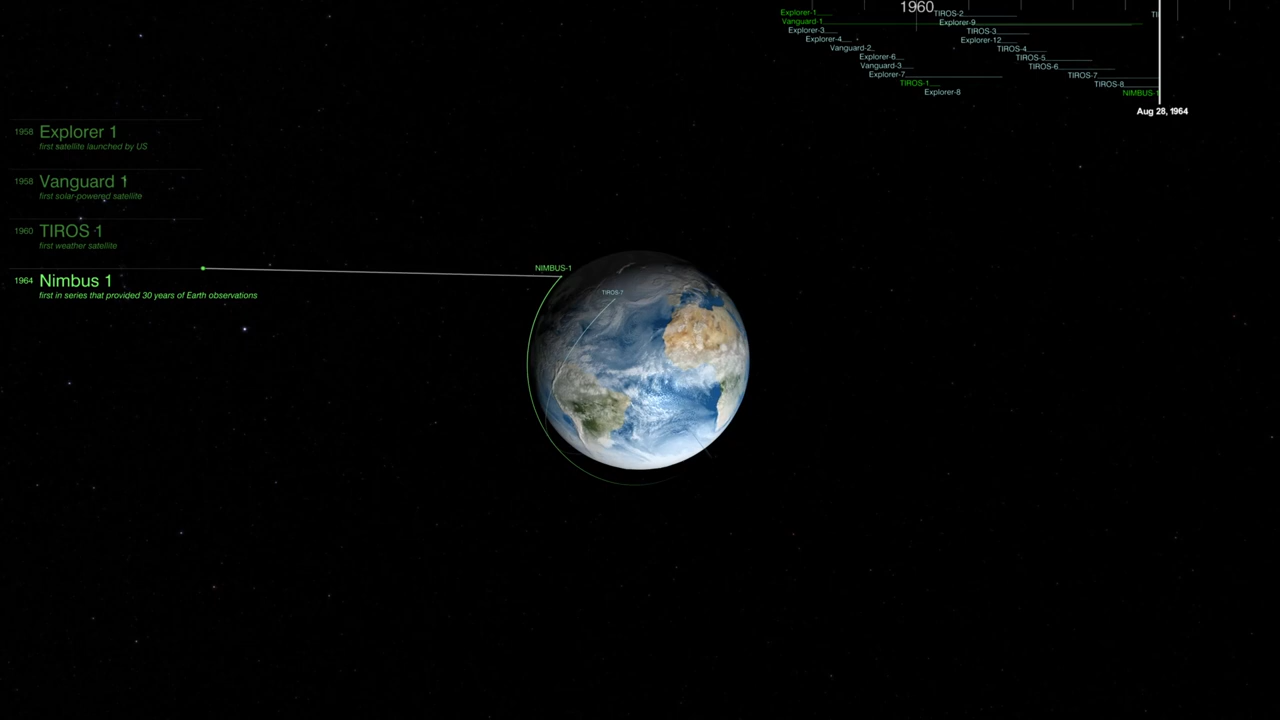 1960
Explorer-1
TIROS-2
TI
Vanguard-1
Explorer-9
Explorer-3
TIROS-3
Explorer-4
Explorer-12
Vanguard-2
TIROS-4
Explorer-6
TIROS-5
Vanguard-3
TIROS-6
Explorer-7
TIROS-7
TIROS-1
TIROS-8
Explorer-8
NIMBUS-1
Aug 28, 1964
1958 Explorer 1
first satellite launched by US
1958 Vanguard 1
first solar-powered satellite
1960 TIROS 1
first weather satellite
1964 Nimbus 1
first in series that provided 30 years of Earth observations
NIMBUS-1
TIROS-7